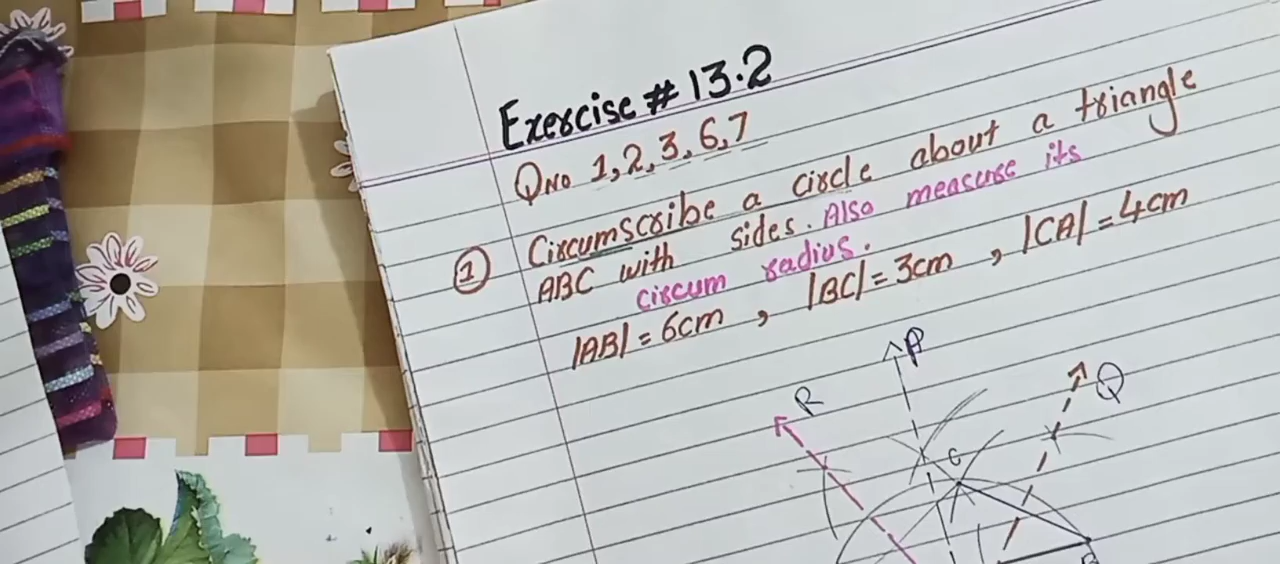 Exercise # 13.2
QNO 1,2,3,6,7
① Circumscribe a circle about a triangle
ABC with sides. Also measure its
circum radius.
|AB| = 6cm , |BC| = 3cm , |CA| = 4cm
P
R
Q
C